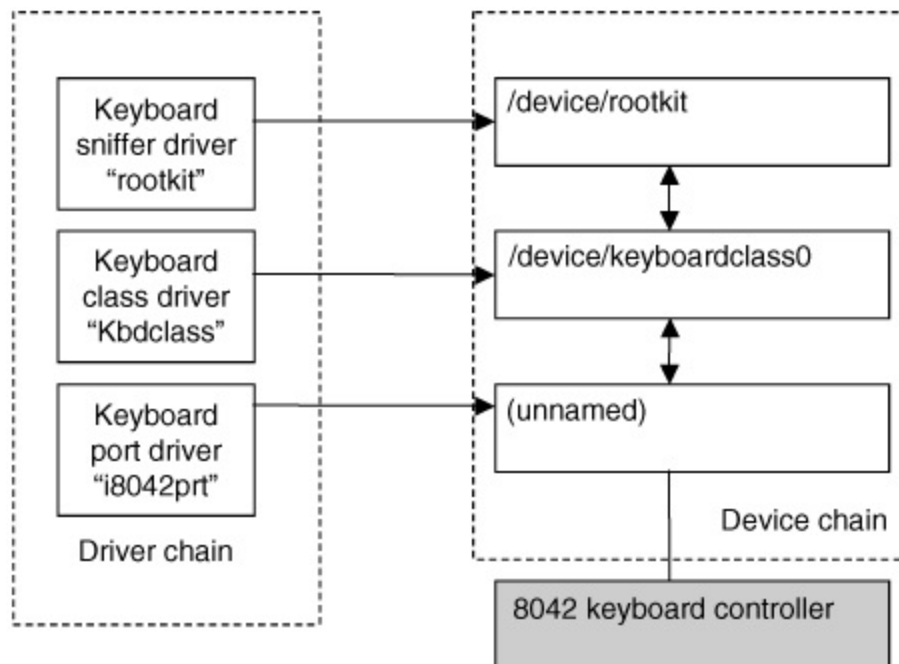 Keyboard
sniffer driver
“rootkit”
Keyboard
class driver
“Kbdclass”
Keyboard
port driver
“i8042prt”
Driver chain
/device/rootkit
/device/keyboardclass0
(unnamed)
Device chain
8042 keyboard controller